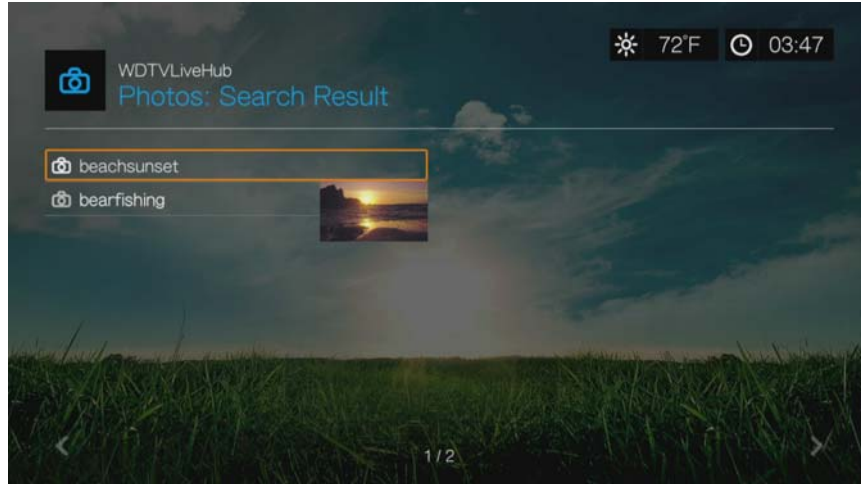 72°F
03:47
WDTVLiveHub
Photos: Search Result
beachsunset
bearfishing
1 / 2